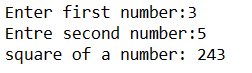 Enter first number:3
Entre second number:5
square of a number: 243